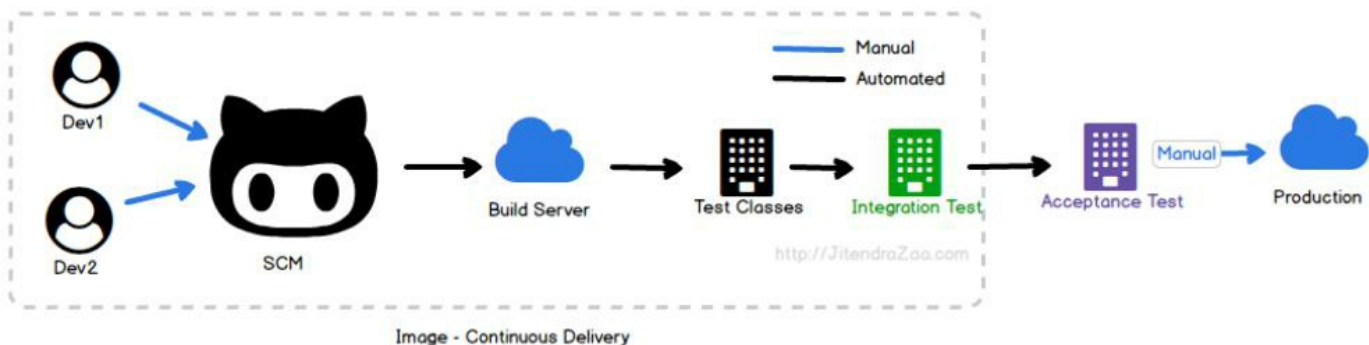 Manual
Automated
Dev1
Dev2
SCM
Build Server
Test Classes
Integration Test
Acceptance Test
Manual
Production
http://JitendraZaa.com
Image - Continuous Delivery